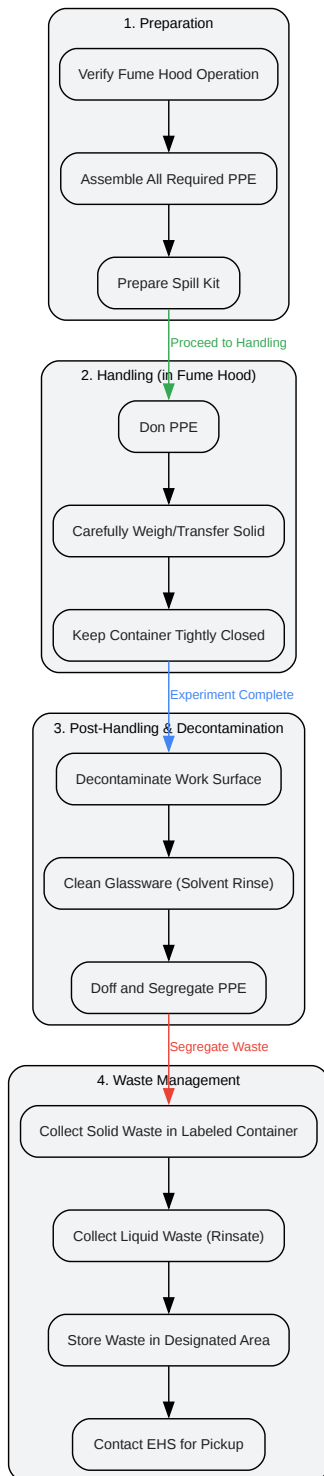 1. Preparation
Verify Fume Hood Operation
Assemble All Required PPE
Prepare Spill Kit
Proceed to Handling
2. Handling (in Fume Hood)
Don PPE
Carefully Weigh/Transfer Solid
Keep Container Tightly Closed
Experiment Complete
3. Post-Handling & Decontamination
Decontaminate Work Surface
Clean Glassware (Solvent Rinse)
Doff and Segregate PPE
Segregate Waste
4. Waste Management
Collect Solid Waste in Labeled Container
Collect Liquid Waste (Rinsate)
Store Waste in Designated Area
Contact EHS for Pickup